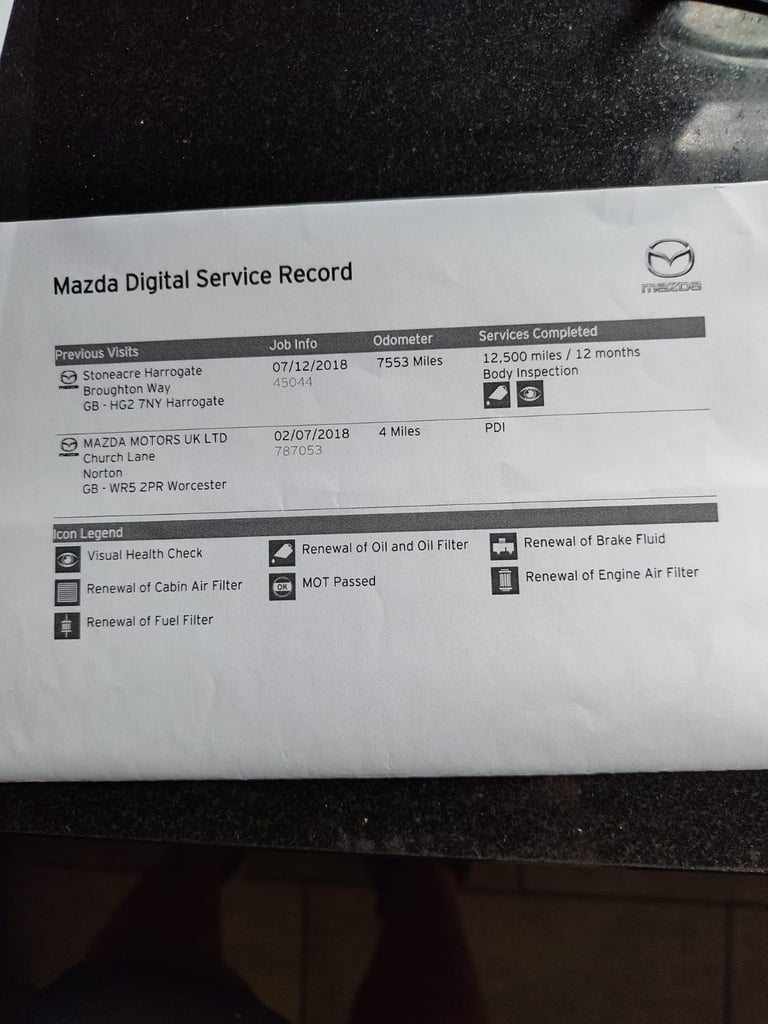 Mazda Digital Service Record
mazda
Previous Visits Job Info Odometer Services Completed
Stoneacre Harrogate 07/12/2018 7553 Miles 12,500 miles / 12 months
Broughton Way 45044 Body Inspection
GB - HG2 7NY Harrogate
MAZDA MOTORS UK LTD 02/07/2018 4 Miles PDI
Church Lane 787053
Norton
GB - WR5 2PR Worcester
Icon Legend
Visual Health Check Renewal of Oil and Oil Filter Renewal of Brake Fluid
Renewal of Cabin Air Filter OK MOT Passed Renewal of Engine Air Filter
Renewal of Fuel Filter